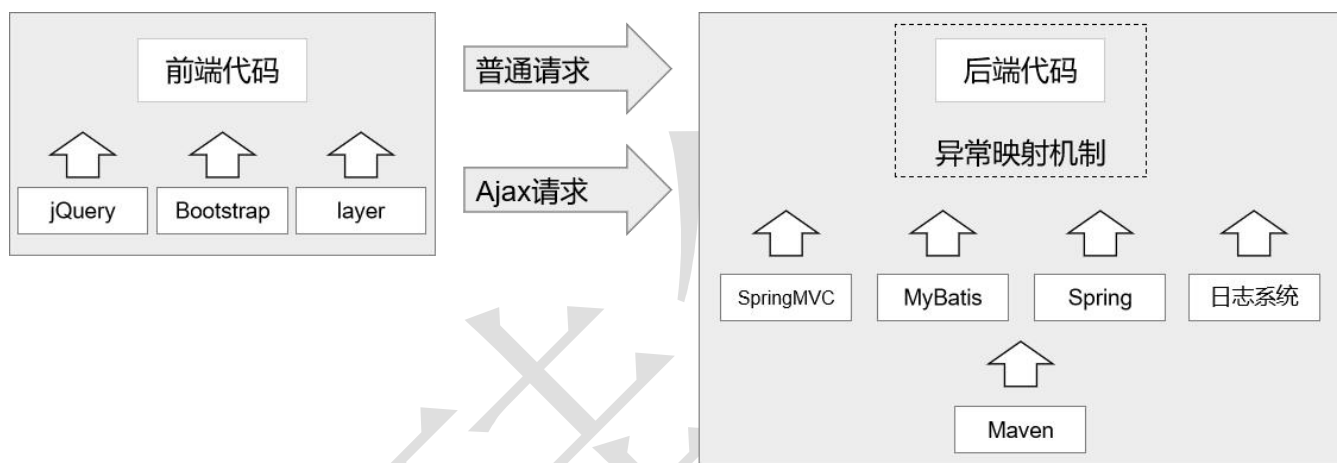 前端代码
jQuery
Bootstrap
layer
普通请求
Ajax请求
后端代码
异常映射机制
SpringMVC
MyBatis
Spring
日志系统
Maven